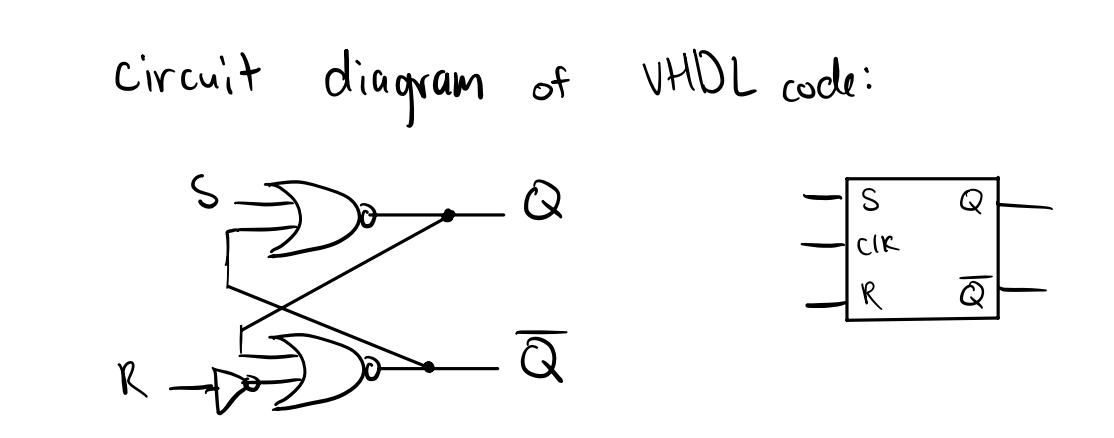 circuit diagram of VHDL code:
S Q
R Q̅
S Q
CLK
R Q̅